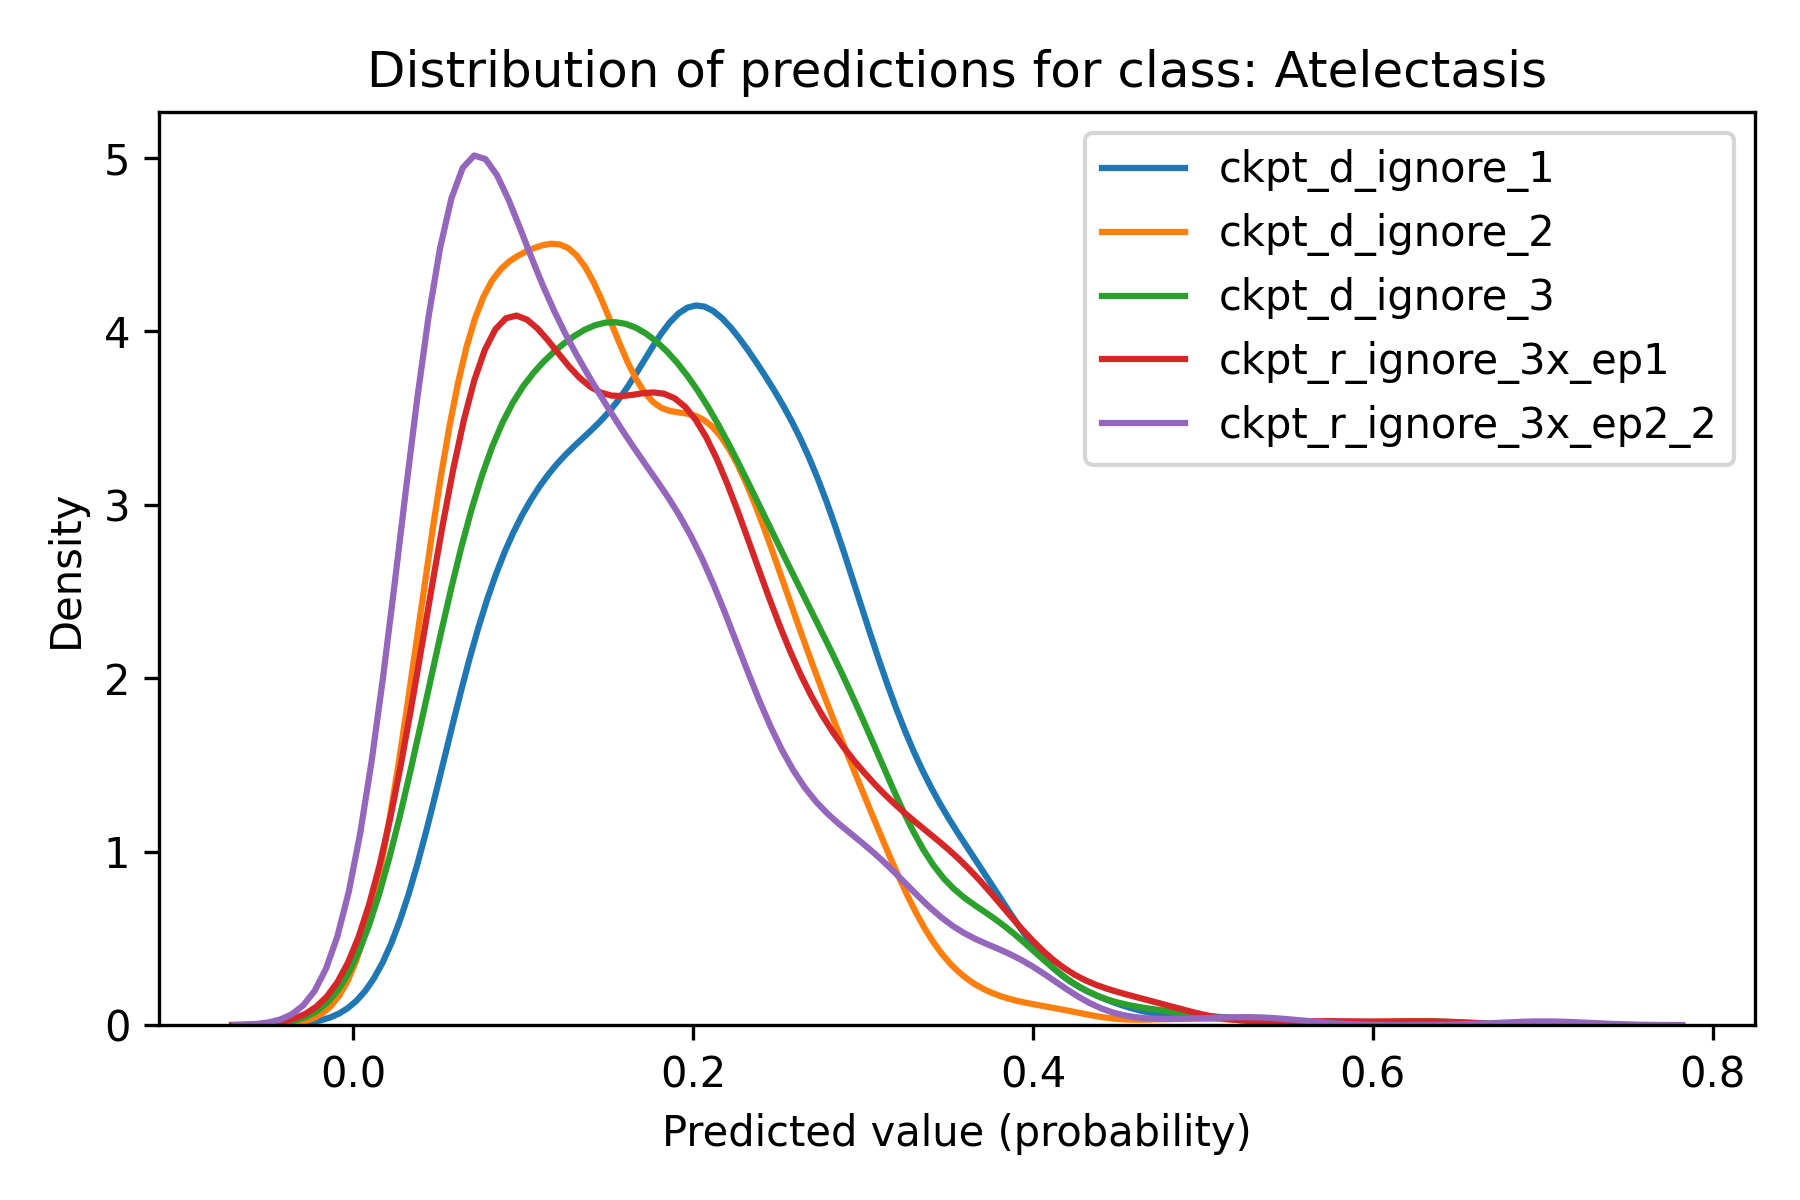 Distribution of predictions for class: Atelectasis
ckpt_d_ignore_1
ckpt_d_ignore_2
ckpt_d_ignore_3
ckpt_r_ignore_3x_ep1
ckpt_r_ignore_3x_ep2_2
Density
5
4
3
2
1
0
0.0 0.2 0.4 0.6 0.8
Predicted value (probability)